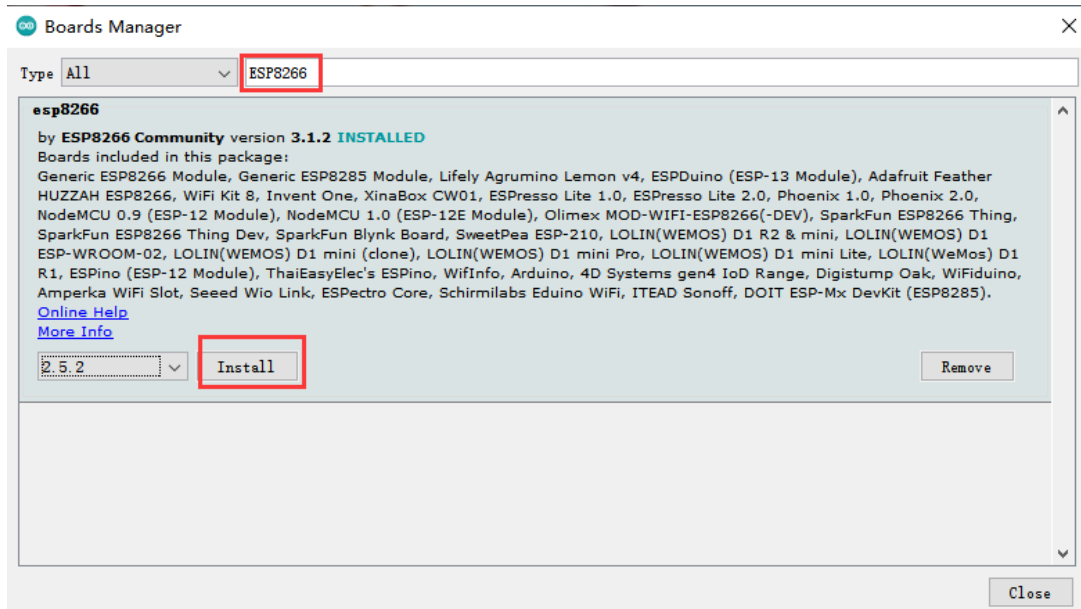 Boards Manager
Type All ESP8266
esp8266
by ESP8266 Community version 3.1.2 INSTALLED
Boards included in this package:
Generic ESP8266 Module, Generic ESP8285 Module, Lifely Agrumino Lemon v4, ESPDuino (ESP-13 Module), Adafruit Feather
HUZZAH ESP8266, WiFi Kit 8, Invent One, XinaBox CW01, ESPresso Lite 1.0, ESPresso Lite 2.0, Phoenix 1.0, Phoenix 2.0,
NodeMCU 0.9 (ESP-12 Module), NodeMCU 1.0 (ESP-12E Module), Olimex MOD-WIFI-ESP8266(-DEV), SparkFun ESP8266 Thing,
SparkFun ESP8266 Thing Dev, SparkFun Blynk Board, SweetPea ESP-210, LOLIN(WEMOS) D1 R2 & mini, LOLIN(WEMOS) D1
ESP-WROOM-02, LOLIN(WEMOS) D1 mini (clone), LOLIN(WEMOS) D1 mini Pro, LOLIN(WEMOS) D1 mini Lite, LOLIN(WeMos) D1
R1, ESPino (ESP-12 Module), ThaiEasyElec's ESPino, WifInfo, Arduino, 4D Systems gen4 IoD Range, Digistump Oak, WiFiduino,
Amperka WiFi Slot, Seeed Wio Link, ESPectro Core, Schirmilabs Eduino WiFi, ITEAD Sonoff, DOIT ESP-Mx DevKit (ESP8285).
Online Help
More Info
2.5.2 Install Remove
Close